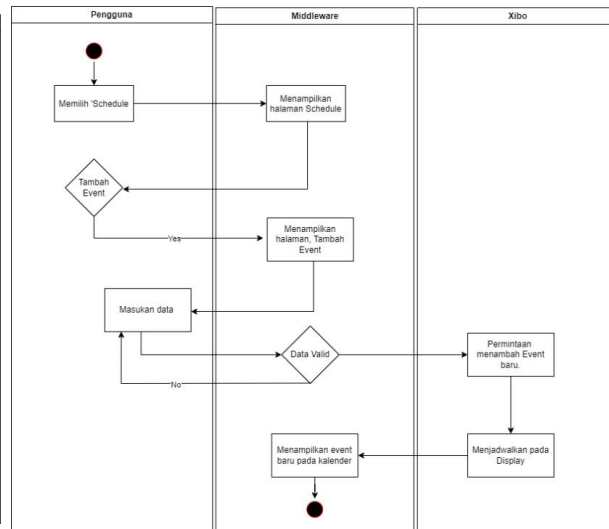 Pengguna
Middleware
Xibo
Memilih 'Schedule
Menampilkan
halaman Schedule
Tambah
Event
Yes
Menampilkan
halaman, Tambah
Event
Masukan data
Data Valid
No
Permintaan
menambah Event
baru.
Menampilkan event
baru pada kalender
Menjadwalkan pada
Display